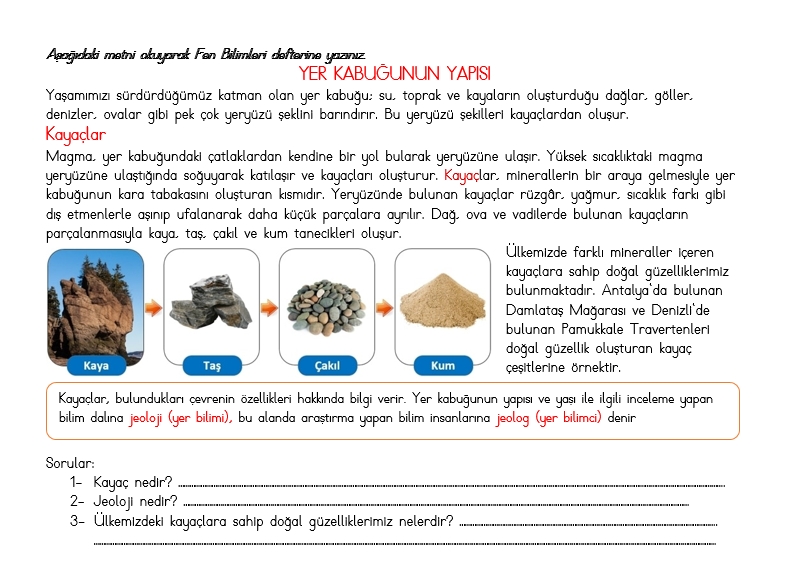 Aşağıdaki metni okuyarak Fen Bilimleri defterine yazınız.
YER KABUĞUNUN YAPISI
Yaşamımızı sürdürdüğümüz katman olan yer kabuğu; su, toprak ve kayaların oluşturduğu dağlar, göller,
denizler, ovalar gibi pek çok yeryüzü şeklini barındırır. Bu yeryüzü şekilleri kayaçlardan oluşur.
Kayaçlar
Magma, yer kabuğundaki çatlaklardan kendine bir yol bularak yeryüzüne ulaşır. Yüksek sıcaklıktaki magma
yeryüzüne ulaştığında soğuyarak katılaşır ve kayaçları oluşturur. Kayaçlar, minerallerin bir araya gelmesiyle yer
kabuğunun kara tabakasını oluşturan kısmıdır. Yeryüzünde bulunan kayaçlar rüzgâr, yağmur, sıcaklık farkı gibi
dış etmenlerle aşınıp ufalanarak daha küçük parçalara ayrılır. Dağ, ova ve vadilerde bulunan kayaçların
parçalanmasıyla kaya, taş, çakıl ve kum tanecikleri oluşur.
Kaya
Taş
Çakıl
Kum
Ülkemizde farklı mineraller içeren
kayaçlara sahip doğal güzelliklerimiz
bulunmaktadır. Antalya'da bulunan
Damlataş Mağarası ve Denizli'de
bulunan Pamukkale Travertenleri
doğal güzellik oluşturan kayaç
çeşitlerine örnektir.
Kayaçlar, bulundukları çevrenin özellikleri hakkında bilgi verir. Yer kabuğunun yapısı ve yaşı ile ilgili inceleme yapan
bilim dalına jeoloji (yer bilimi), bu alanda araştırma yapan bilim insanlarına jeolog (yer bilimci) denir
Sorular:
1- Kayaç nedir? ........................................................................
2- Jeoloji nedir? ........................................................................
3- Ülkemizdeki kayaçlara sahip doğal güzelliklerimiz nelerdir? ........................................
........................................................................